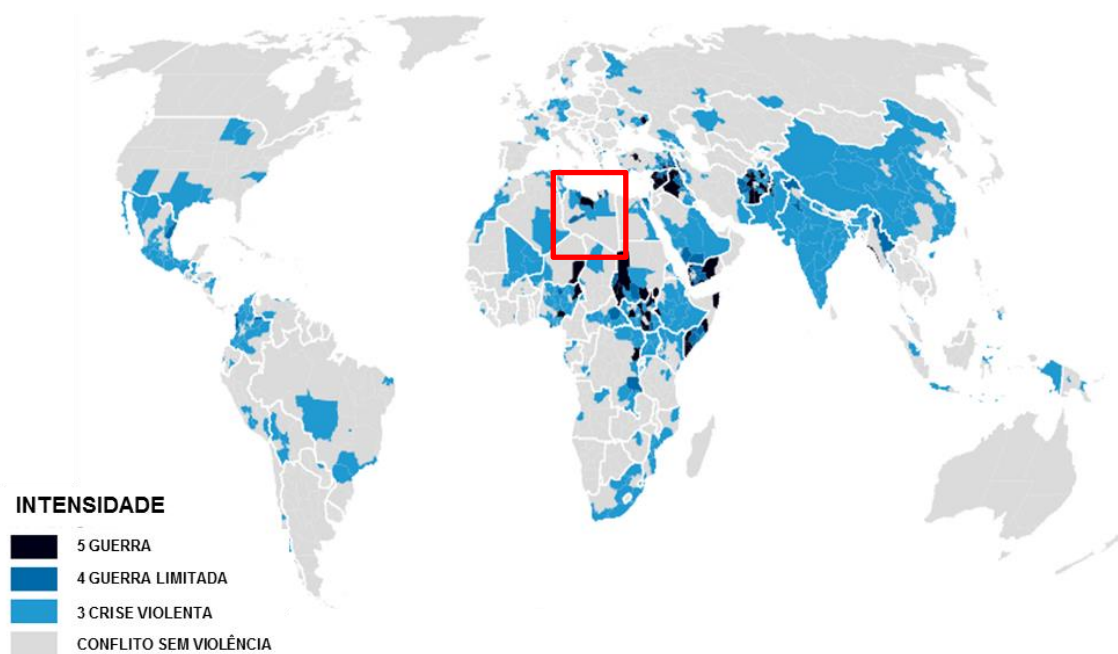 INTENSIDADE
5 GUERRA
4 GUERRA LIMITADA
3 CRISE VIOLENTA
CONFLITO SEM VIOLÊNCIA